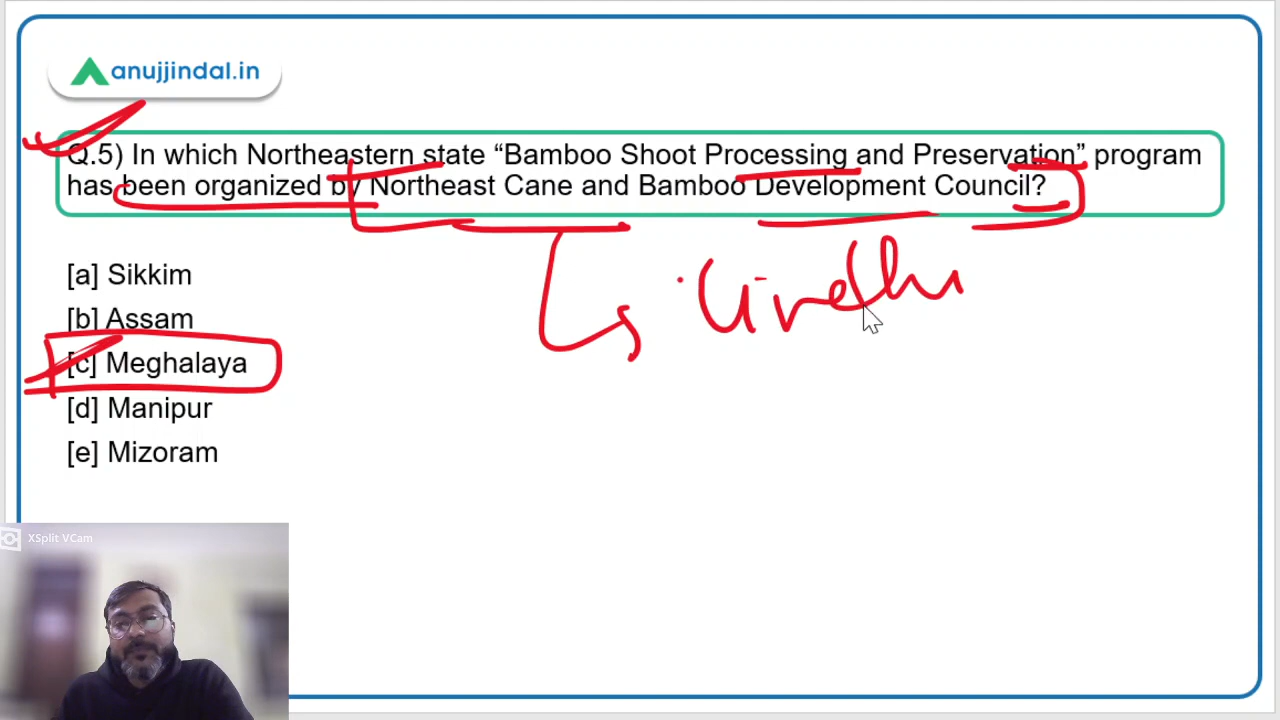 anujjindal.in
Q.5) In which Northeastern state “Bamboo Shoot Processing and Preservation” program
has been organized by Northeast Cane and Bamboo Development Council?
[a] Sikkim
[b] Assam
[c] Meghalaya
[d] Manipur
[e] Mizoram
XSplit VCam